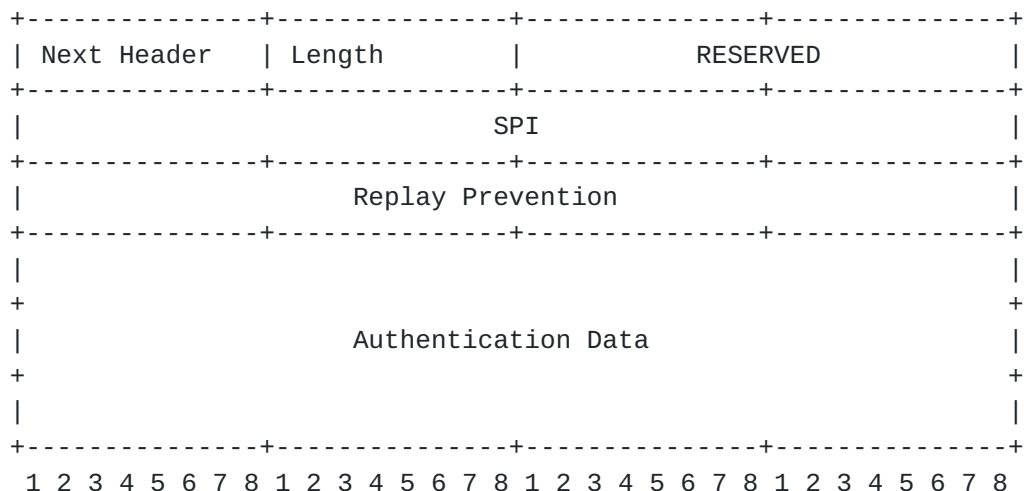 +---------------+---------------+---------------+---------------+
| Next Header   | Length        |           RESERVED            |
+---------------+---------------+---------------+---------------+
|                              SPI                              |
+---------------+---------------+---------------+---------------+
|                     Replay Prevention                         |
+---------------+---------------+---------------+---------------+
|                                                               |
+                                                               +
|                     Authentication Data                       |
+                                                               +
|                                                               |
+---------------+---------------+---------------+---------------+
 1 2 3 4 5 6 7 8 1 2 3 4 5 6 7 8 1 2 3 4 5 6 7 8 1 2 3 4 5 6 7 8